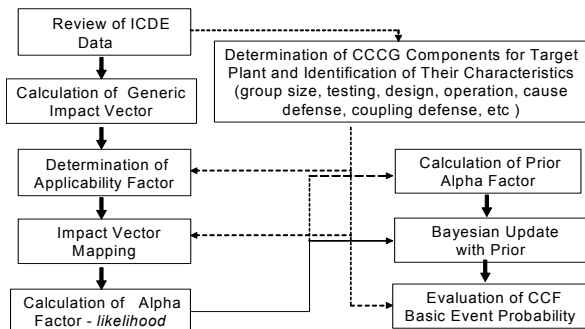 Review of ICDE
Data
Calculation of Generic
Impact Vector
Determination of
Applicability Factor
Impact Vector
Mapping
Calculation of Alpha
Factor - likelihood
Determination of CCCG Components for Target
Plant and Identification of Their Characteristics
(group size, testing, design, operation, cause
defense, coupling defense, etc )
Calculation of Prior
Alpha Factor
Bayesian Update
with Prior
Evaluation of CCF
Basic Event Probability